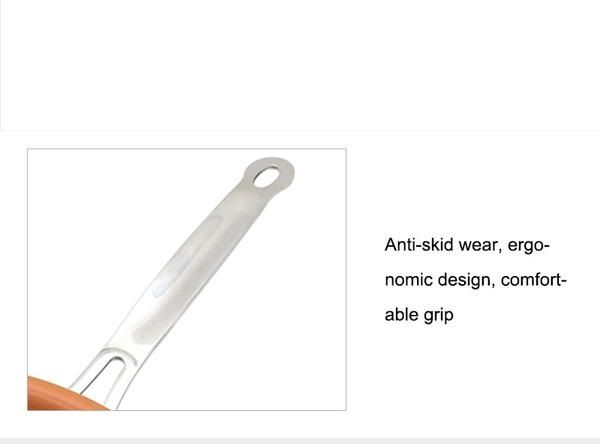 Anti-skid wear, ergo-
nomic design, comfort-
able grip